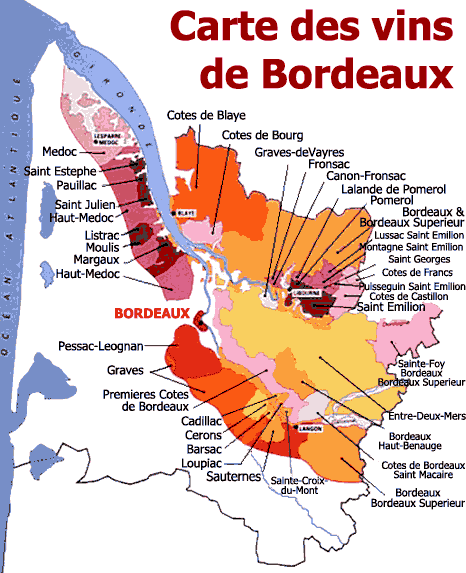 Carte des vins
de Bordeaux
OCÉAN ATLANTIQUE
GIRONDE
LESPARRE
MEDOC
Medoc
Saint Estephe
Pauillac
Saint Julien
Haut-Medoc
Listrac
Moulis
Margaux
Haut-Medoc
BLAYE
Cotes de Blaye
Cotes de Bourg
Graves-deVayres
Fronsac
Canon-Fronsac
Lalande de Pomerol
Pomerol
Bordeaux &
Bordeaux Superieur
Lussac Saint Emilion
Montagne Saint Emilion
Saint Georges
Cotes de Francs
Puisseguin Saint Emilion
Cotes de Castillon
Saint Emilion
LIBOURNE
BORDEAUX
Pessac-Leognan
Graves
Premieres Cotes
de Bordeaux
Cadillac
Cerons
Barsac
Loupiac
Sauternes
Sainte-Croix-
du-Mont
LANGON
Sainte-Foy
Bordeaux
Bordeaux
Bordeaux Superieur
Entre-Deux-Mers
Bordeaux
Haut-Benauge
Cotes de Bordeaux
Saint Macaire
Bordeaux
Bordeaux Superieur